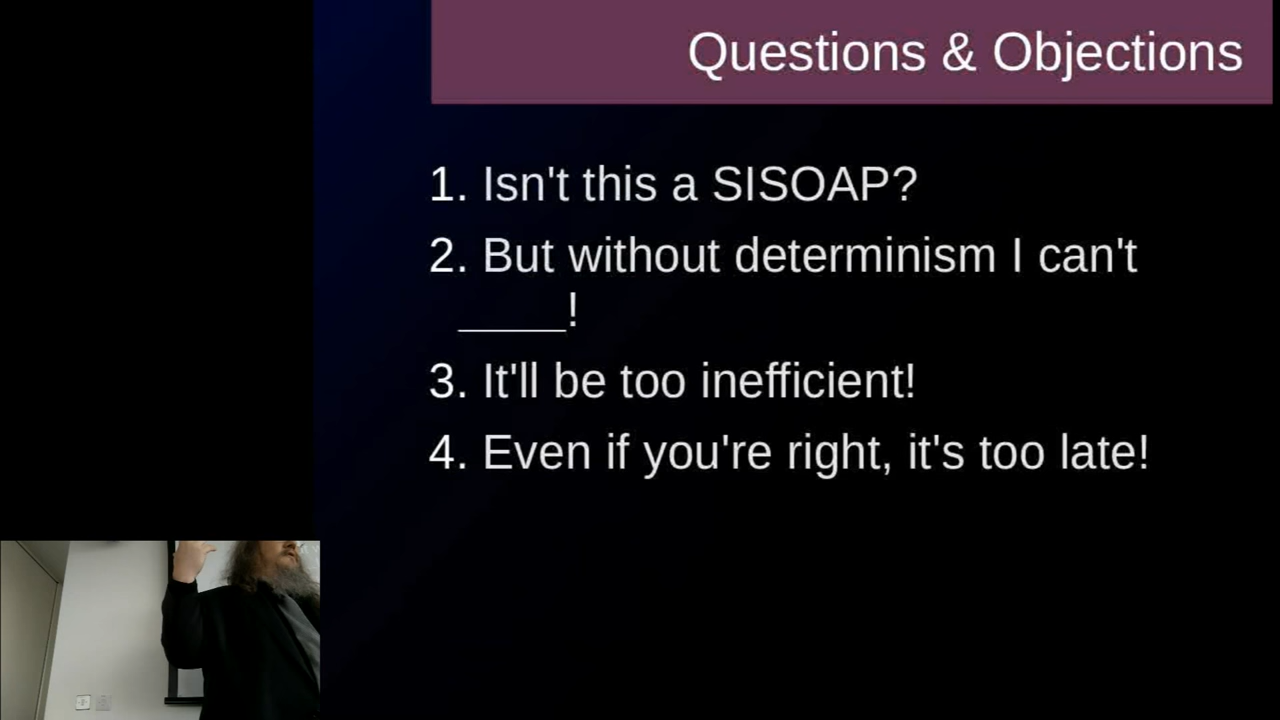 Questions & Objections
1. Isn't this a SISOAP?
2. But without determinism I can't
____!
3. It'll be too inefficient!
4. Even if you're right, it's too late!